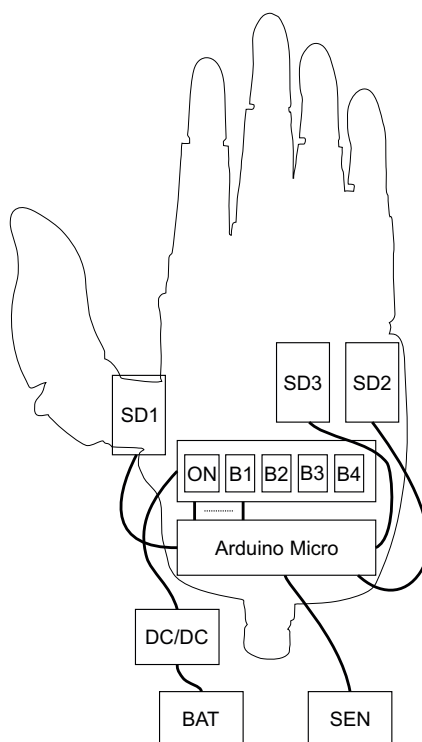 SD3 SD2
SD1
ON B1 B2 B3 B4
Arduino Micro
DC/DC
BAT SEN